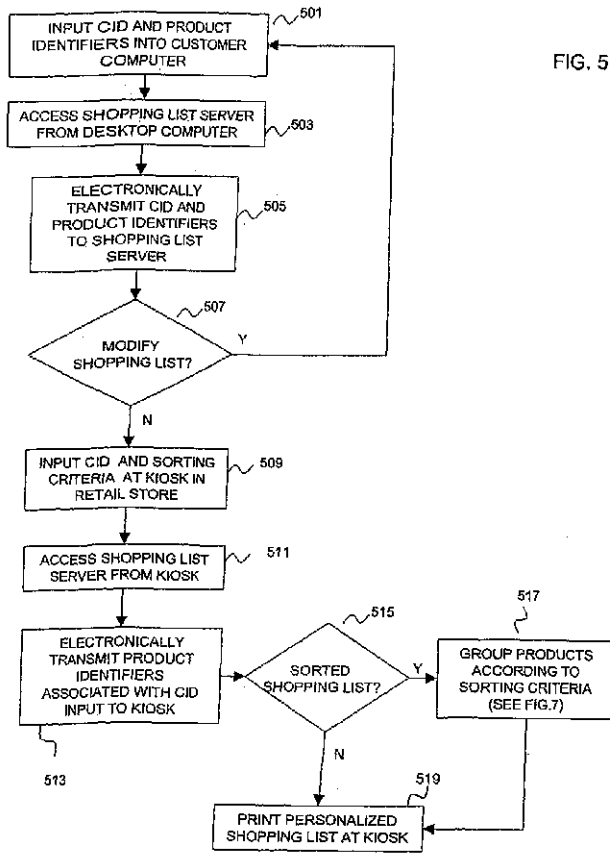 FIG. 5
501
INPUT CID AND PRODUCT
IDENTIFIERS INTO CUSTOMER
COMPUTER
ACCESS SHOPPING LIST SERVER
FROM DESKTOP COMPUTER
503
ELECTRONICALLY
TRANSMIT CID AND
PRODUCT IDENTIFIERS
TO SHOPPING LIST
SERVER
505
507
MODIFY
SHOPPING LIST?
Y
N
INPUT CID AND SORTING
CRITERIA AT KIOSK IN
RETAIL STORE
509
ACCESS SHOPPING LIST
SERVER FROM KIOSK
511
ELECTRONICALLY
TRANSMIT PRODUCT
IDENTIFIERS
ASSOCIATED WITH CID
INPUT TO KIOSK
513
515
SORTED
SHOPPING LIST?
Y
N
517
GROUP PRODUCTS
ACCORDING TO
SORTING CRITERIA
(SEE FIG.7)
519
PRINT PERSONALIZED
SHOPPING LIST AT KIOSK